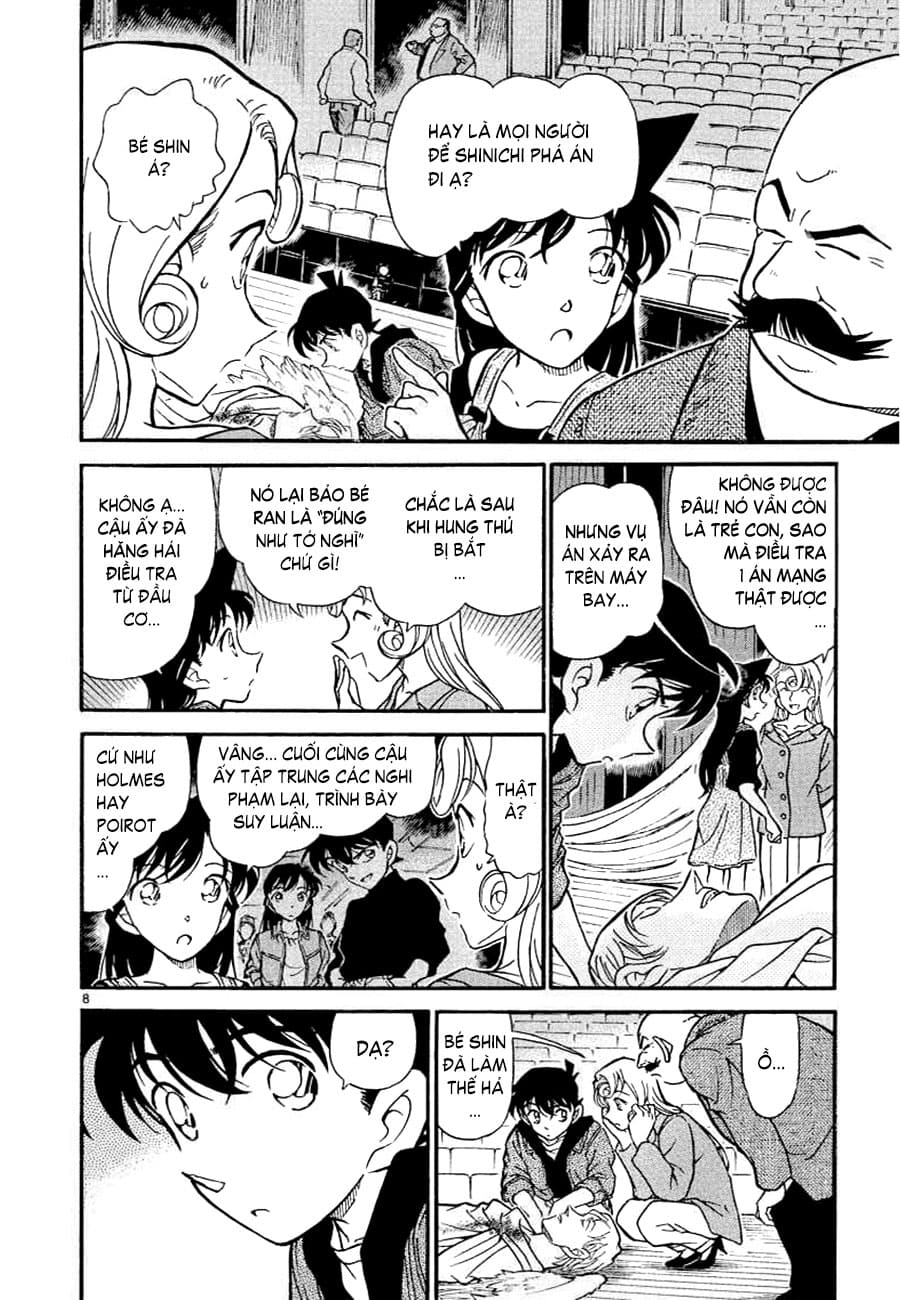 HAY LÀ MỌI NGƯỜI
ĐỂ SHINICHI PHÁ ÁN
ĐI Ạ?
BÉ SHIN
Á?
KHÔNG ĐƯỢC
ĐÂU! NÓ VẪN CÒN
LÀ TRẺ CON, SAO
MÀ ĐIỀU TRA
1 ÁN MẠNG
THẬT ĐƯỢC
...
NHƯNG VỤ
ÁN XẢY RA
TRÊN MÁY
BAY...
CHẮC LÀ SAU
KHI HUNG THỦ
BỊ BẮT
...
NÓ LẠI BẢO BÉ
RAN LÀ “ĐÚNG
NHƯ TỚ NGHĨ”
CHỨ GÌ!
KHÔNG Ạ...
CẬU ẤY ĐÃ
HĂNG HÁI
ĐIỀU TRA
TỪ ĐẦU
CƠ...
THẬT
À?
VÂNG... CUỐI CÙNG CẬU
ẤY TẬP TRUNG CÁC NGHI
PHẠM LẠI, TRÌNH BÀY
SUY LUẬN...
CỨ NHƯ
HOLMES
HAY
POIROT
ẤY
...
8
Ồ...
BÉ SHIN
ĐÃ LÀM
THẾ HẢ
...
DẠ?